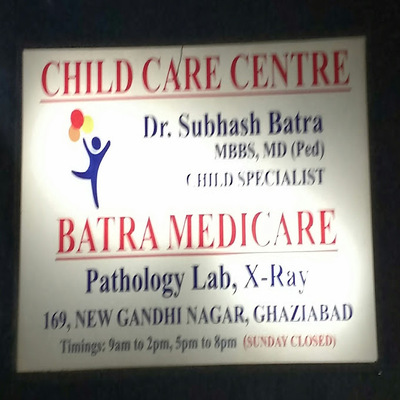 CHILD CARE CENTRE
Dr. Subhash Batra
MBBS, MD (Ped)
CHILD SPECIALIST
BATRA MEDICARE
Pathology Lab, X-Ray
169, NEW GANDHI NAGAR, GHAZIABAD
Timings: 9am to 2pm, 5pm to 8pm (SUNDAY CLOSED)